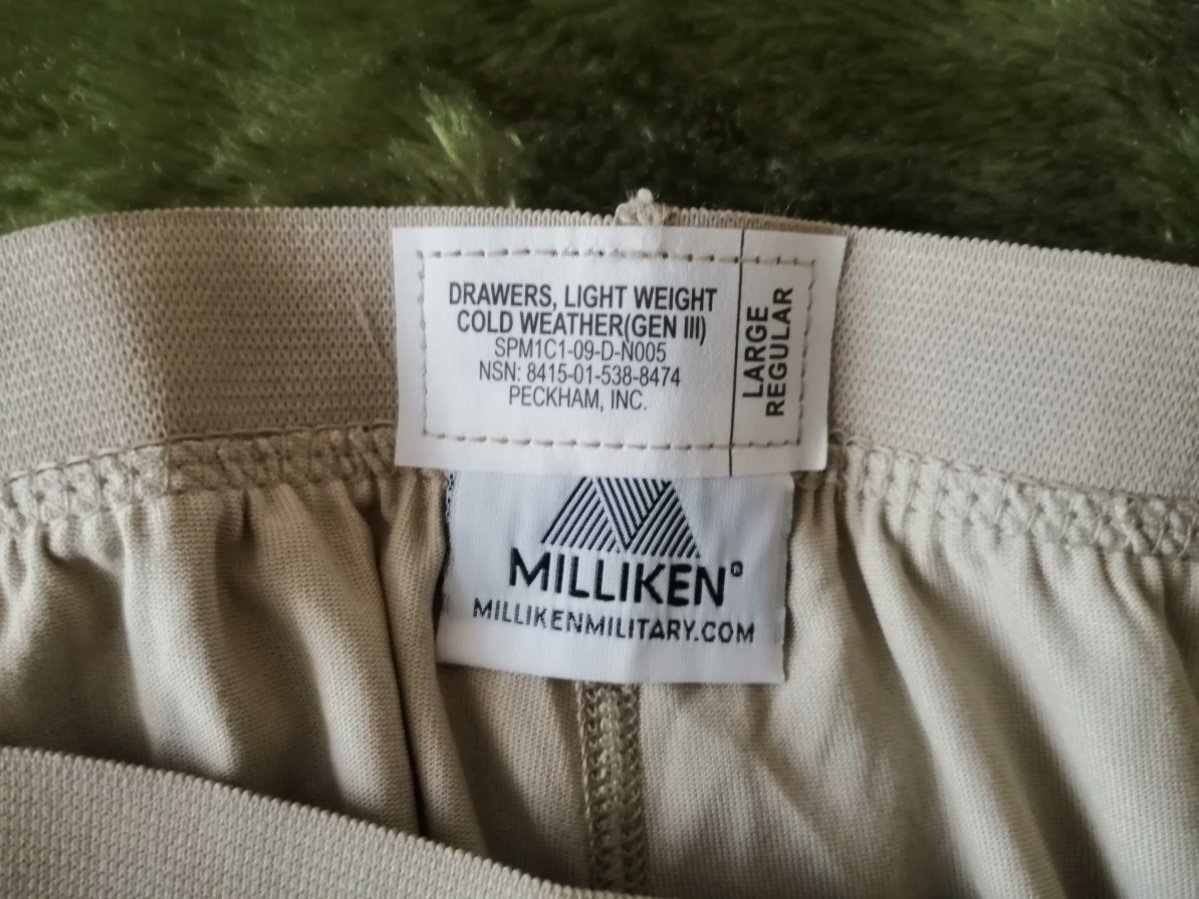 DRAWERS, LIGHT WEIGHT
COLD WEATHER(GEN III)
SPM1C1-09-D-N005
NSN: 8415-01-538-8474
PECKHAM, INC.
LARGE
REGULAR
MILLIKEN®
MILLIKENMILITARY.COM